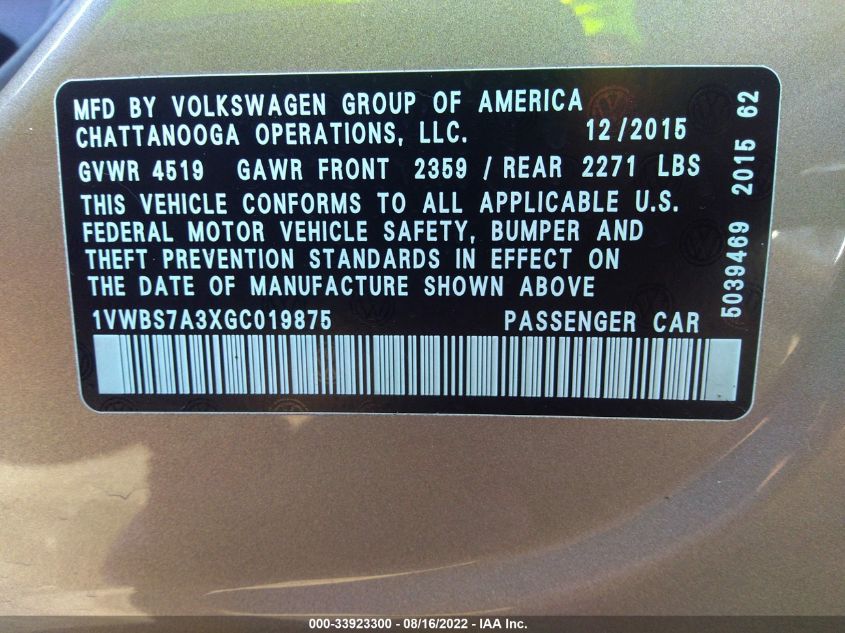 MFD BY VOLKSWAGEN GROUP OF AMERICA
CHATTANOOGA OPERATIONS, LLC. 12/2015
GVWR 4519 GAWR FRONT 2359 / REAR 2271 LBS
THIS VEHICLE CONFORMS TO ALL APPLICABLE U.S.
FEDERAL MOTOR VEHICLE SAFETY, BUMPER AND
THEFT PREVENTION STANDARDS IN EFFECT ON
THE DATE OF MANUFACTURE SHOWN ABOVE
1VWBS7A3XGC019875 PASSENGER CAR
5039469 2015 62
000-33923300 - 08/16/2022 - IAA Inc.